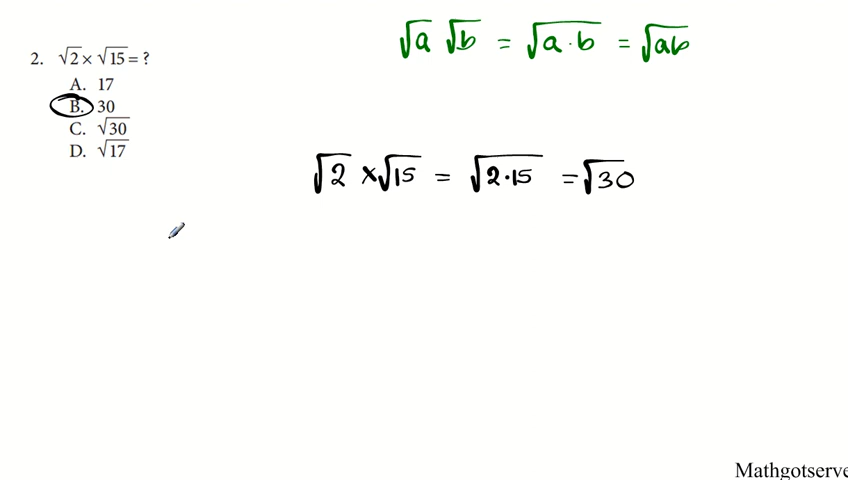 √a √b = √a·b = √ab
2. √2 × √15 = ?
A. 17
B. 30
C. √30
D. √17
√2 × √15 = √2·15 = √30
Mathgotserve